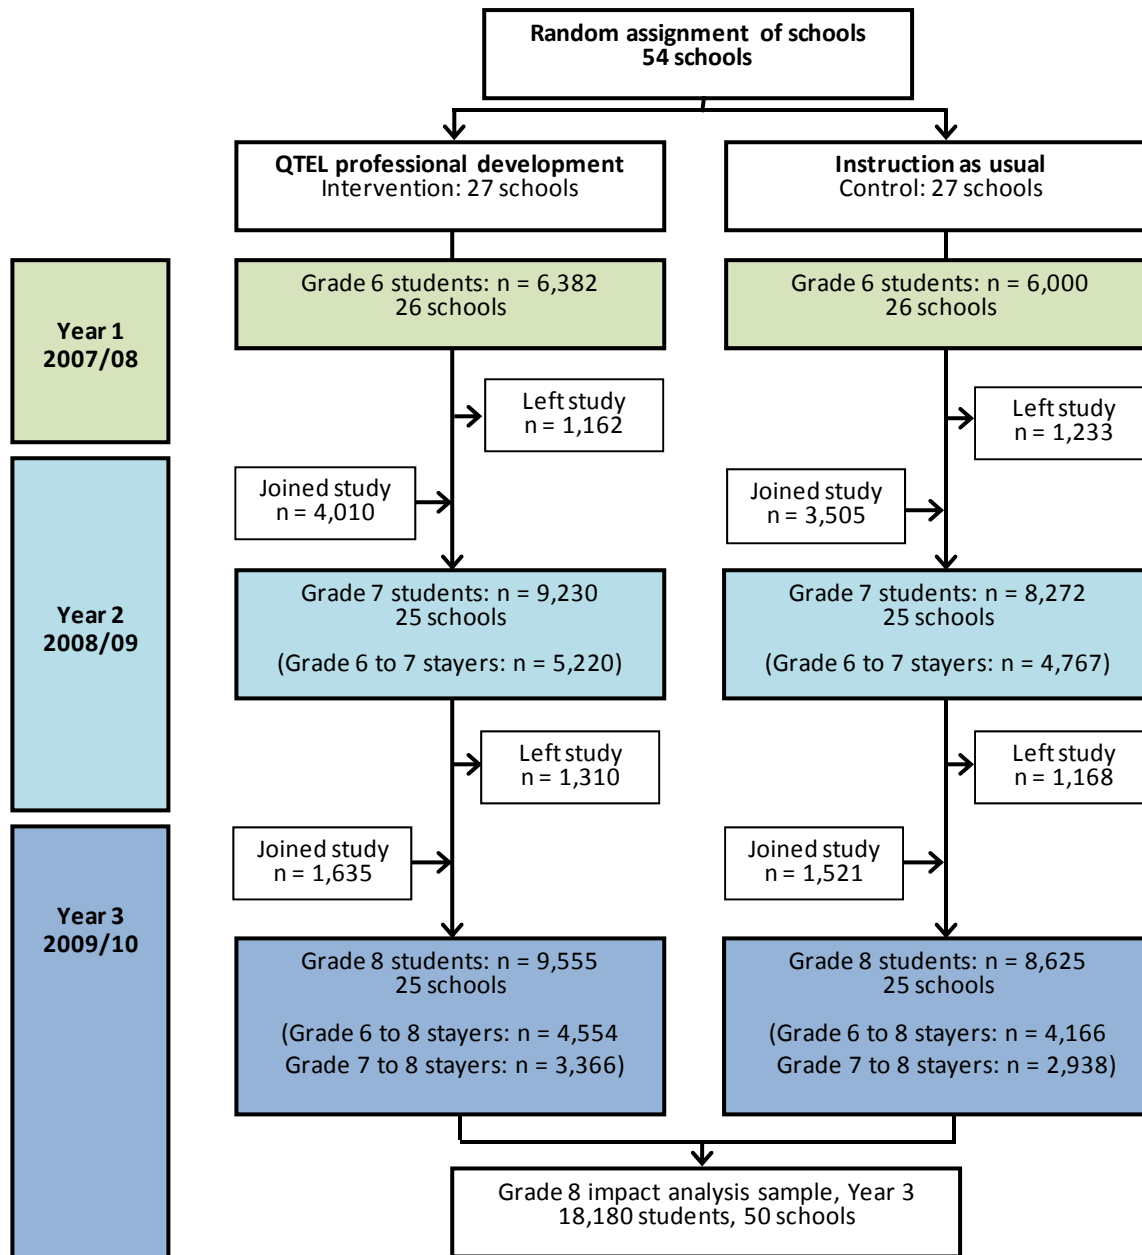 Random assignment of schools
54 schools
QTEL professional development
Intervention: 27 schools
Instruction as usual
Control: 27 schools
Year 1
2007/08
Grade 6 students: n = 6,382
26 schools
Grade 6 students: n = 6,000
26 schools
Left study
n = 1,162
Left study
n = 1,233
Joined study
n = 4,010
Joined study
n = 3,505
Year 2
2008/09
Grade 7 students: n = 9,230
25 schools
(Grade 6 to 7 stayers: n = 5,220)
Grade 7 students: n = 8,272
25 schools
(Grade 6 to 7 stayers: n = 4,767)
Left study
n = 1,310
Left study
n = 1,168
Joined study
n = 1,635
Joined study
n = 1,521
Year 3
2009/10
Grade 8 students: n = 9,555
25 schools
(Grade 6 to 8 stayers: n = 4,554
Grade 7 to 8 stayers: n = 3,366)
Grade 8 students: n = 8,625
25 schools
(Grade 6 to 8 stayers: n = 4,166
Grade 7 to 8 stayers: n = 2,938)
Grade 8 impact analysis sample, Year 3
18,180 students, 50 schools